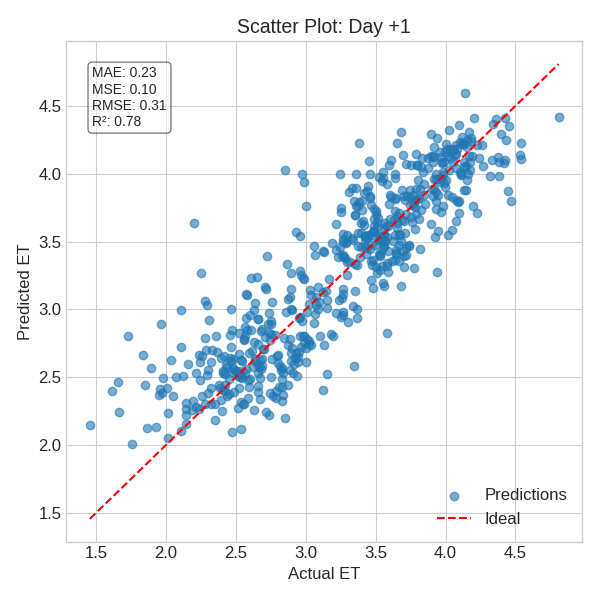 Scatter Plot: Day +1
MAE: 0.23
MSE: 0.10
RMSE: 0.31
R²: 0.78
4.5
4.0
3.5
3.0
2.5
2.0
1.5
Predicted ET
Predictions
Ideal
1.5 2.0 2.5 3.0 3.5 4.0 4.5
Actual ET